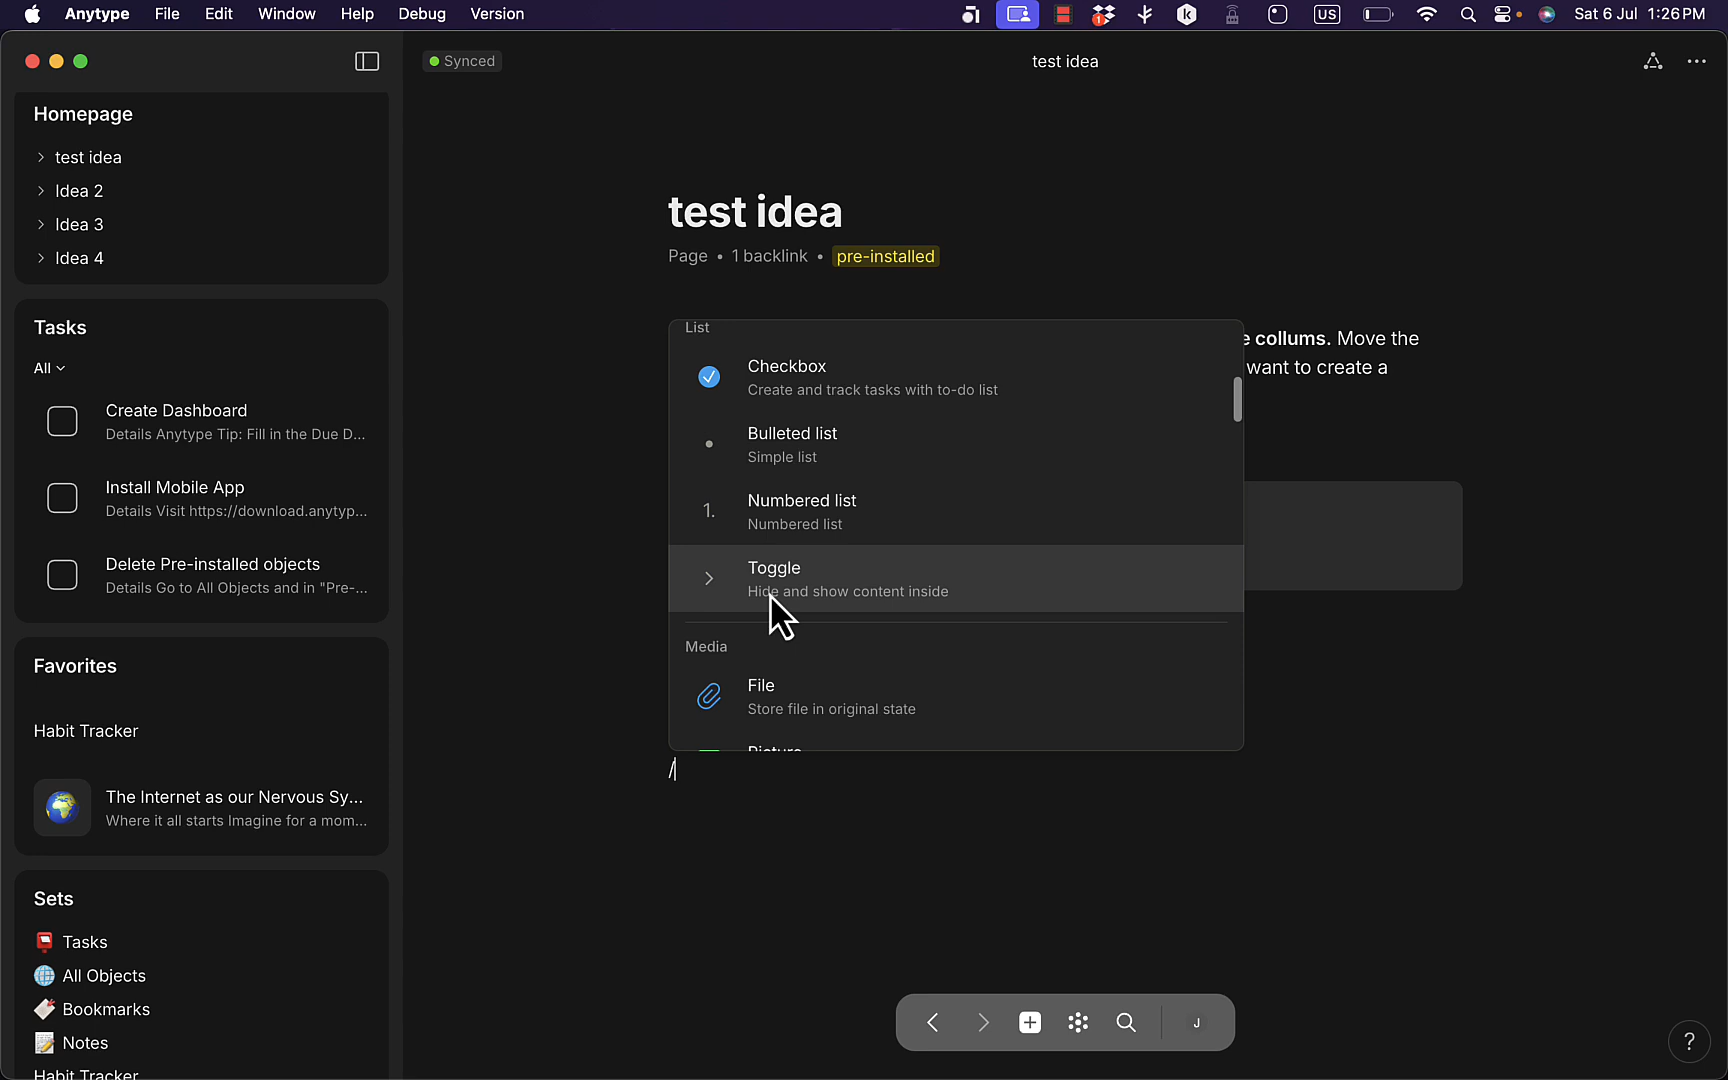 Anytype File Edit Window Help Debug Version US Sat 6 Jul 1:26 PM
Synced
test idea
Homepage
test idea
Idea 2
Idea 3
Idea 4
Tasks
All
Create Dashboard
Details Anytype Tip: Fill in the Due D...
Install Mobile App
Details Visit https://download.anytyp...
Delete Pre-installed objects
Details Go to All Objects and in "Pre-...
Favorites
Habit Tracker
The Internet as our Nervous Sy...
Where it all starts Imagine for a mom...
Sets
Tasks
All Objects
Bookmarks
Notes
Habit Tracker
test idea
Page • 1 backlink • pre-installed
collums. Move the
want to create a
List
Checkbox
Create and track tasks with to-do list
Bulleted list
Simple list
1. Numbered list
Numbered list
Toggle
Hide and show content inside
Media
File
Store file in original state
Picture
/
J
?